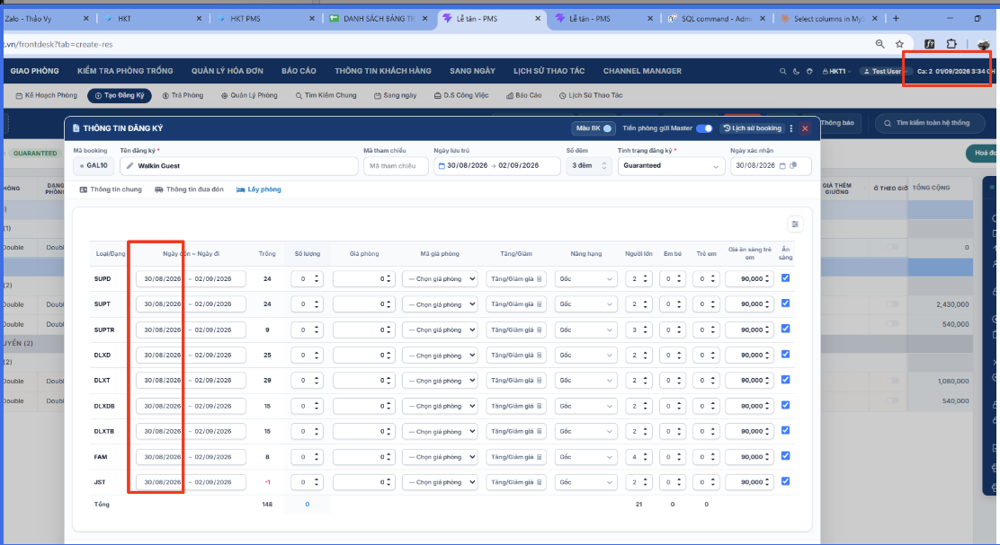 Zalo - Thảo Vy
HKT
HKT PMS
DANH SÁCH BẢNG TR
Lễ tân - PMS
Lễ tân - PMS
SQL command - Admi
Select columns in MyS
.vn/frontdesk?tab=create-res
GIAO PHÒNG KIỂM TRA PHÒNG TRỐNG QUẢN LÝ HÓA ĐƠN BÁO CÁO THÔNG TIN KHÁCH HÀNG SANG NGÀY LỊCH SỬ THAO TÁC CHANNEL MANAGER HKT1 Test User Ca: 2 01/09/2026 3:34 CH
Kế Hoạch Phòng Tạo Đăng Ký Trả Phòng Quản Lý Phòng Tìm Kiếm Chung Sang ngày D.S Công Việc Báo Cáo Lịch Sử Thao Tác
Thông báo Tìm kiếm toàn hệ thống
THÔNG TIN ĐĂNG KÝ Màu BK Tiền phòng gửi Master Lịch sử booking
GUARANTEED
Hoá đơ
Mã booking Tên đăng ký * Mã tham chiếu Ngày lưu trú Số đêm Tình trạng đăng ký * Ngày xác nhận
GAL10 Walkin Guest Mã tham chiếu 30/08/2026 → 02/09/2026 3 đêm Guaranteed 30/08/2026
HÒNG DẠNG PHÒNG
GIÁ THÊM GIƯỜNG Ở THEO GIỜ TỔNG CỘNG
Thông tin chung Thông tin đưa đón Lấy phòng
(1)
Double Doubl 0
(2)
Double Doubl 2,430,000
Double Doubl 540,000
UYỀN (2)
(2)
Double Doubl 1,080,000
Double Doubl 540,000
Loại/Dạng Ngày đến ~ Ngày đi Trống Số lượng Giá phòng Mã giá phòng Tăng/Giảm Nâng hạng Người lớn Em bé Trẻ em Giá ăn sáng trẻ em Ăn sáng
SUPD 30/08/2026 ~ 02/09/2026 24 0 0 — Chọn giá phòng Tăng/Giảm giá Gốc 2 0 0 90,000
SUPT 30/08/2026 ~ 02/09/2026 24 0 0 — Chọn giá phòng Tăng/Giảm giá Gốc 2 0 0 90,000
SUPTR 30/08/2026 ~ 02/09/2026 9 0 0 — Chọn giá phòng Tăng/Giảm giá Gốc 3 0 0 90,000
DLXD 30/08/2026 ~ 02/09/2026 25 0 0 — Chọn giá phòng Tăng/Giảm giá Gốc 2 0 0 90,000
DLXT 30/08/2026 ~ 02/09/2026 29 0 0 — Chọn giá phòng Tăng/Giảm giá Gốc 2 0 0 90,000
DLXDB 30/08/2026 ~ 02/09/2026 15 0 0 — Chọn giá phòng Tăng/Giảm giá Gốc 2 0 0 90,000
DLXTB 30/08/2026 ~ 02/09/2026 15 0 0 — Chọn giá phòng Tăng/Giảm giá Gốc 2 0 0 90,000
FAM 30/08/2026 ~ 02/09/2026 8 0 0 — Chọn giá phòng Tăng/Giảm giá Gốc 4 0 0 90,000
JST 30/08/2026 ~ 02/09/2026 -1 0 0 — Chọn giá phòng Tăng/Giảm giá Gốc 2 0 0 90,000
Tổng 148 0 21 0 0